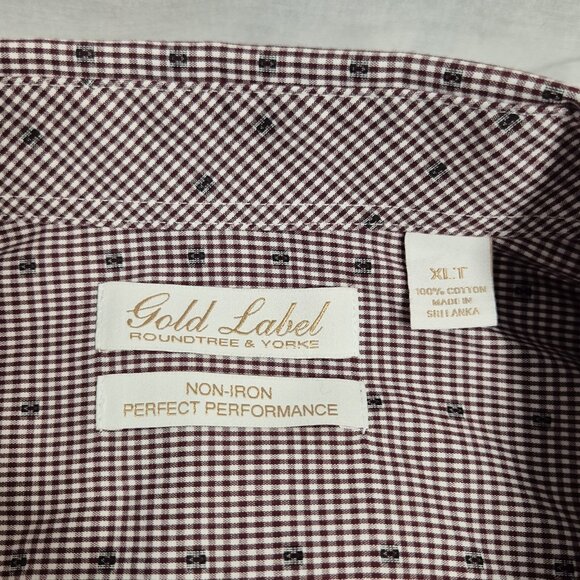 Gold Label
ROUNDTREE & YORKE
NON-IRON
PERFECT PERFORMANCE
XLT
100% COTTON
MADE IN
SRI LANKA